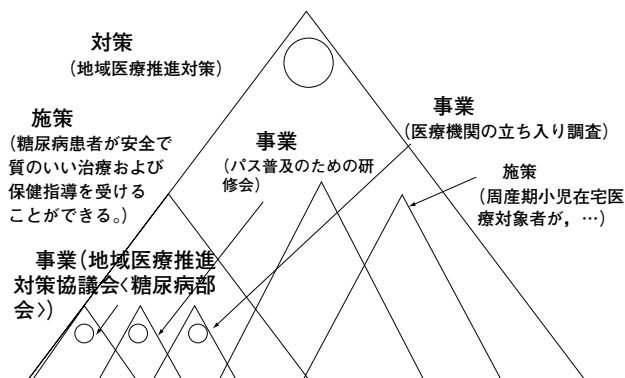 対策
(地域医療推進対策)
施策
(糖尿病患者が安全で
質のいい治療および
保健指導を受ける
ことができる。)
事業
(パス普及のための研
修会)
事業
(医療機関の立ち入り調査)
施策
(周産期小児在宅医
療対象者が，…)
事業(地域医療推進
対策協議会〈糖尿病部
会〉)